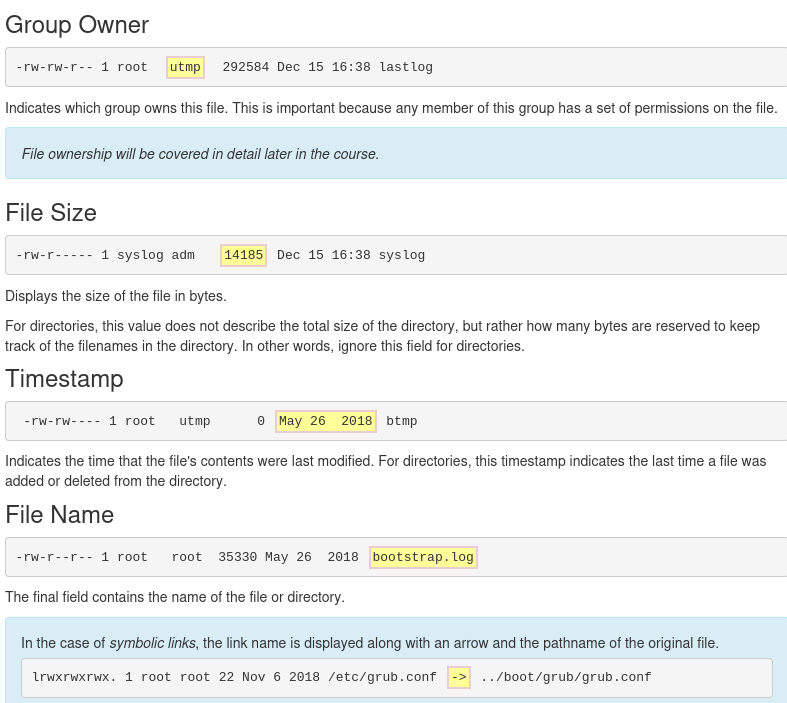 Group Owner
-rw-rw-r-- 1 root  utmp  292584 Dec 15 16:38 lastlog
Indicates which group owns this file. This is important because any member of this group has a set of permissions on the file.
File ownership will be covered in detail later in the course.
File Size
-rw-r----- 1 syslog adm   14185 Dec 15 16:38 syslog
Displays the size of the file in bytes.
For directories, this value does not describe the total size of the directory, but rather how many bytes are reserved to keep
track of the filenames in the directory. In other words, ignore this field for directories.
Timestamp
-rw-rw---- 1 root   utmp      0 May 26  2018 btmp
Indicates the time that the file's contents were last modified. For directories, this timestamp indicates the last time a file was
added or deleted from the directory.
File Name
-rw-r--r-- 1 root   root  35330 May 26  2018 bootstrap.log
The final field contains the name of the file or directory.
In the case of symbolic links, the link name is displayed along with an arrow and the pathname of the original file.
lrwxrwxrwx. 1 root root 22 Nov 6 2018 /etc/grub.conf -> ../boot/grub/grub.conf